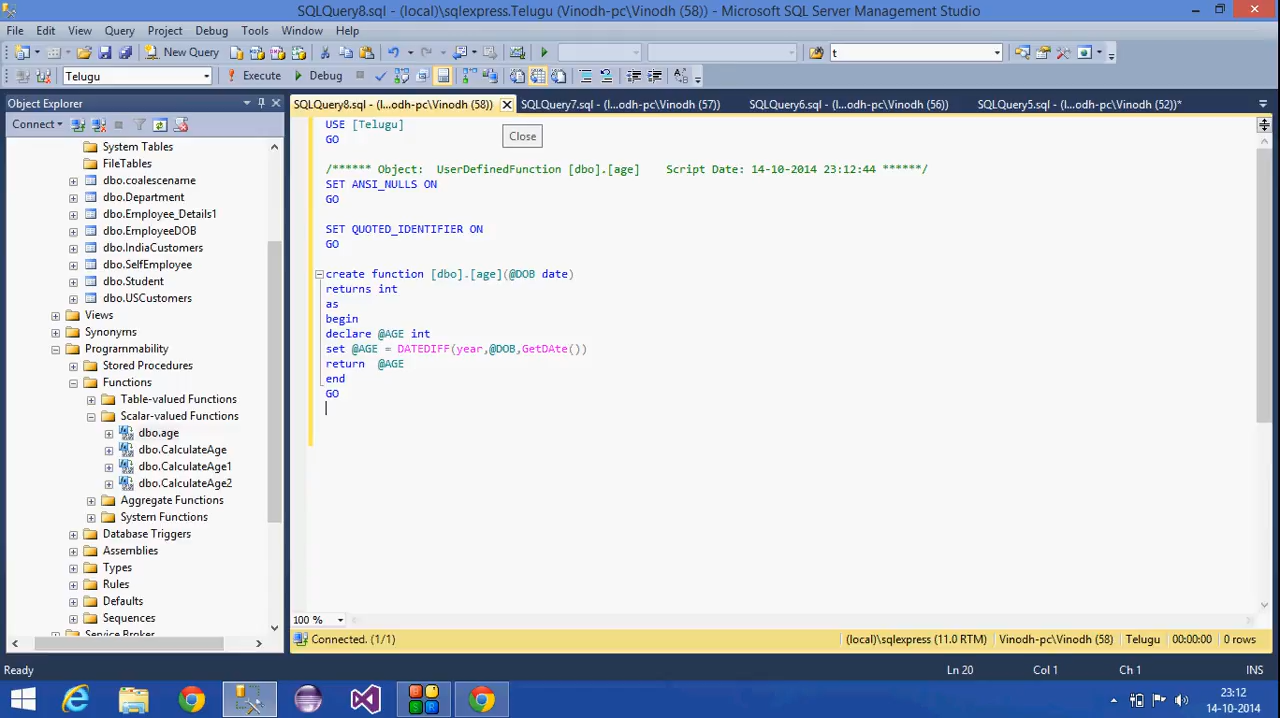 SQLQuery8.sql - (local)\sqlexpress.Telugu (Vinodh-pc\Vinodh (58)) - Microsoft SQL Server Management Studio
File Edit View Query Project Debug Tools Window Help
New Query t
Telugu Execute Debug
Object Explorer
Connect
System Tables
FileTables
dbo.coalescename
dbo.Department
dbo.Employee_Details1
dbo.EmployeeDOB
dbo.IndiaCustomers
dbo.SelfEmployee
dbo.Student
dbo.USCustomers
Views
Synonyms
Programmability
Stored Procedures
Functions
Table-valued Functions
Scalar-valued Functions
dbo.age
dbo.CalculateAge
dbo.CalculateAge1
dbo.CalculateAge2
Aggregate Functions
System Functions
Database Triggers
Assemblies
Types
Rules
Defaults
Sequences
Service Broker
SQLQuery8.sql - (l...odh-pc\Vinodh (58)) SQLQuery7.sql - (l...odh-pc\Vinodh (57)) SQLQuery6.sql - (l...odh-pc\Vinodh (56)) SQLQuery5.sql - (l...odh-pc\Vinodh (52))*
USE [Telugu]
Close
GO
/****** Object:  UserDefinedFunction [dbo].[age]    Script Date: 14-10-2014 23:12:44 ******/
SET ANSI_NULLS ON
GO
SET QUOTED_IDENTIFIER ON
GO
create function [dbo].[age](@DOB date)
returns int
as
begin
declare @AGE int
set @AGE = DATEDIFF(year,@DOB,GetDAte())
return  @AGE
end
GO
100 %
Connected. (1/1) (local)\sqlexpress (11.0 RTM) Vinodh-pc\Vinodh (58) Telugu 00:00:00 0 rows
Ready Ln 20 Col 1 Ch 1 INS
23:12
14-10-2014